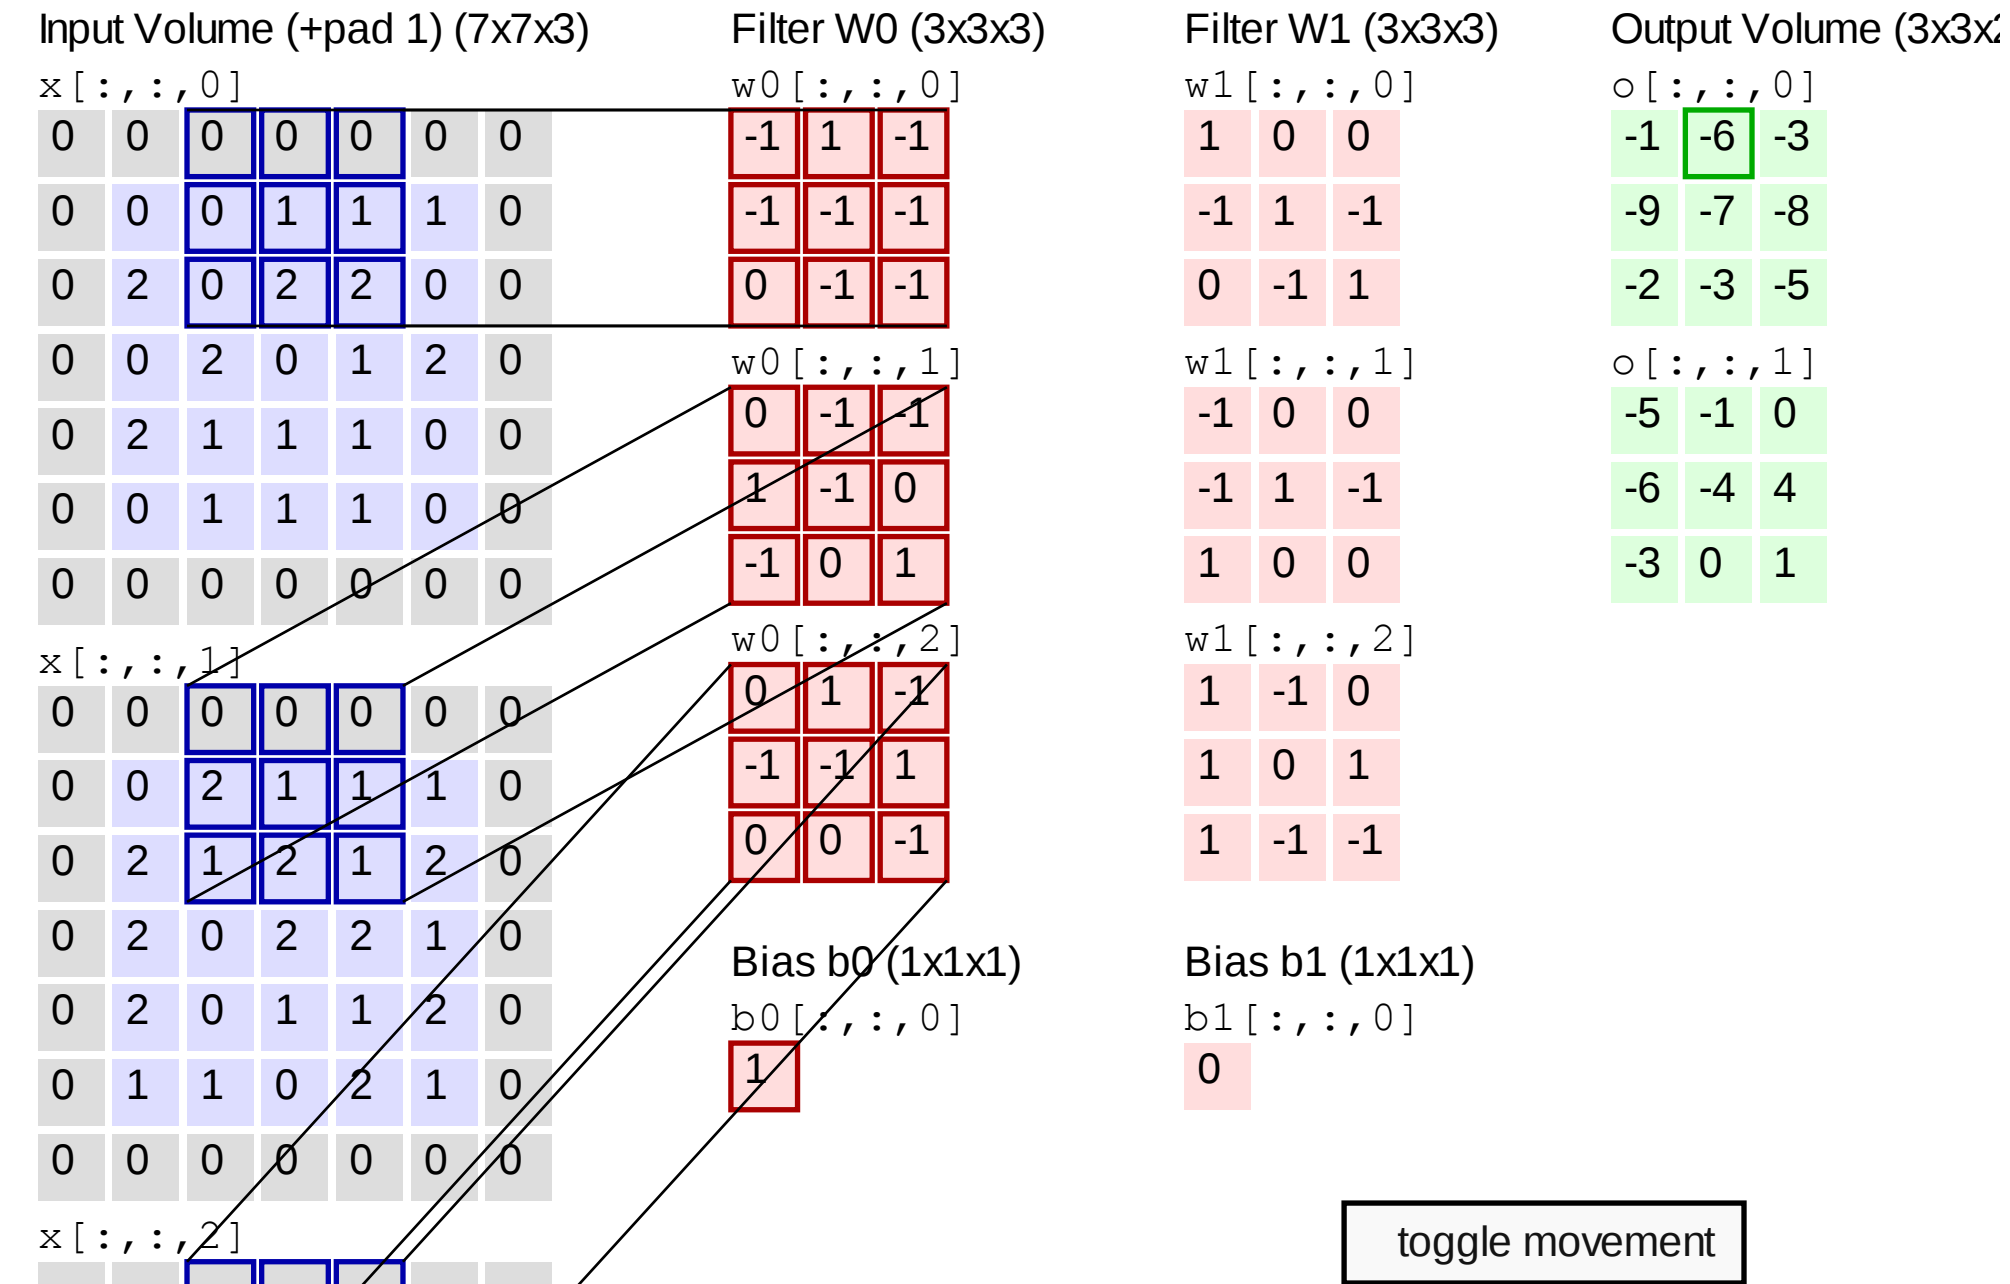 Input Volume (+pad 1) (7x7x3)
x[:,:,0]
0 0 0 0 0 0 0
0 0 0 1 1 1 0
0 2 0 2 2 0 0
0 0 2 0 1 2 0
0 2 1 1 1 0 0
0 0 1 1 1 0 0
0 0 0 0 0 0 0
x[:,:,1]
0 0 0 0 0 0 0
0 0 2 1 1 1 0
0 2 1 2 1 2 0
0 2 0 2 2 1 0
0 2 0 1 1 2 0
0 1 1 0 2 1 0
0 0 0 0 0 0 0
x[:,:,2]
Filter W0 (3x3x3)
w0[:,:,0]
-1 1 -1
-1 -1 -1
0 -1 -1
w0[:,:,1]
0 -1 -1
1 -1 0
-1 0 1
w0[:,:,2]
0 1 -1
-1 -1 1
0 0 -1
Bias b0 (1x1x1)
b0[:,:,0]
1
Filter W1 (3x3x3)
w1[:,:,0]
1 0 0
-1 1 -1
0 -1 1
w1[:,:,1]
-1 0 0
-1 1 -1
1 0 0
w1[:,:,2]
1 -1 0
1 0 1
1 -1 -1
Bias b1 (1x1x1)
b1[:,:,0]
0
Output Volume (3x3x2
o[:,:,0]
-1 -6 -3
-9 -7 -8
-2 -3 -5
o[:,:,1]
-5 -1 0
-6 -4 4
-3 0 1
toggle movement